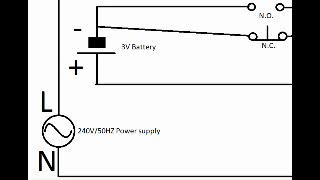 N.O.
-
3V Battery
N.C.
+
L
240V/50HZ Power supply
N